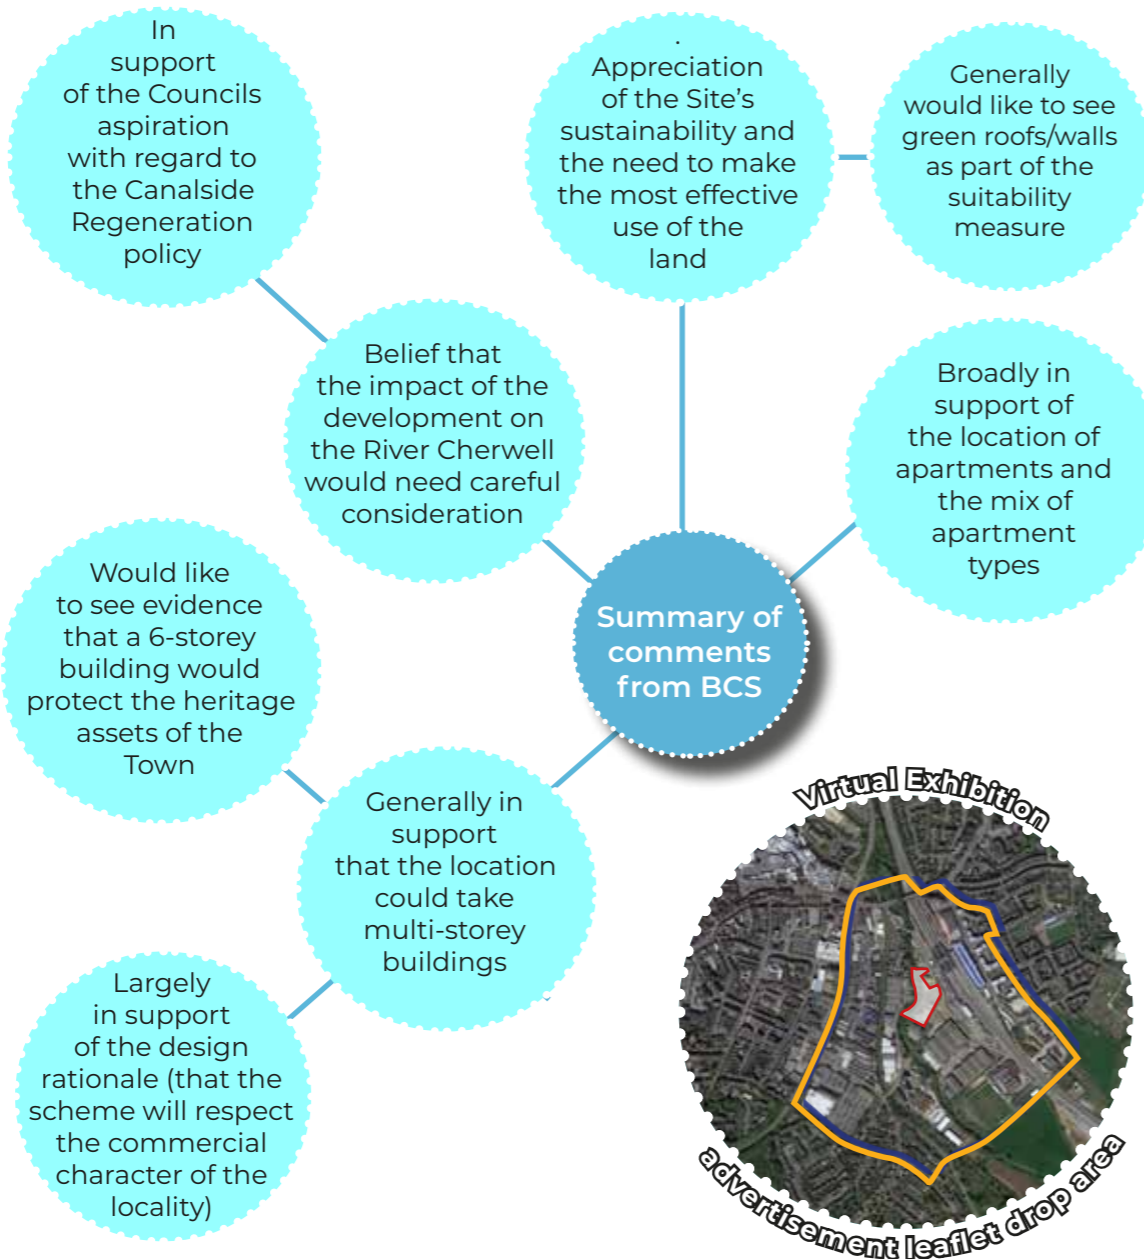 In
support
of the Councils
aspiration
with regard to
the Canalside
Regeneration
policy
.
Appreciation
of the Site’s
sustainability and
the need to make
the most effective
use of the
land
Generally
would like to see
green roofs/walls
as part of the
suitability
measure
Belief that
the impact of the
development on
the River Cherwell
would need careful
consideration
Broadly in
support of
the location of
apartments and
the mix of
apartment
types
Would like
to see evidence
that a 6-storey
building would
protect the heritage
assets of the
Town
Summary of
comments
from BCS
Generally in
support
that the location
could take
multi-storey
buildings
Largely
in support
of the design
rationale (that the
scheme will respect
the commercial
character of the
locality)
Virtual Exhibition
advertisement leaflet drop area